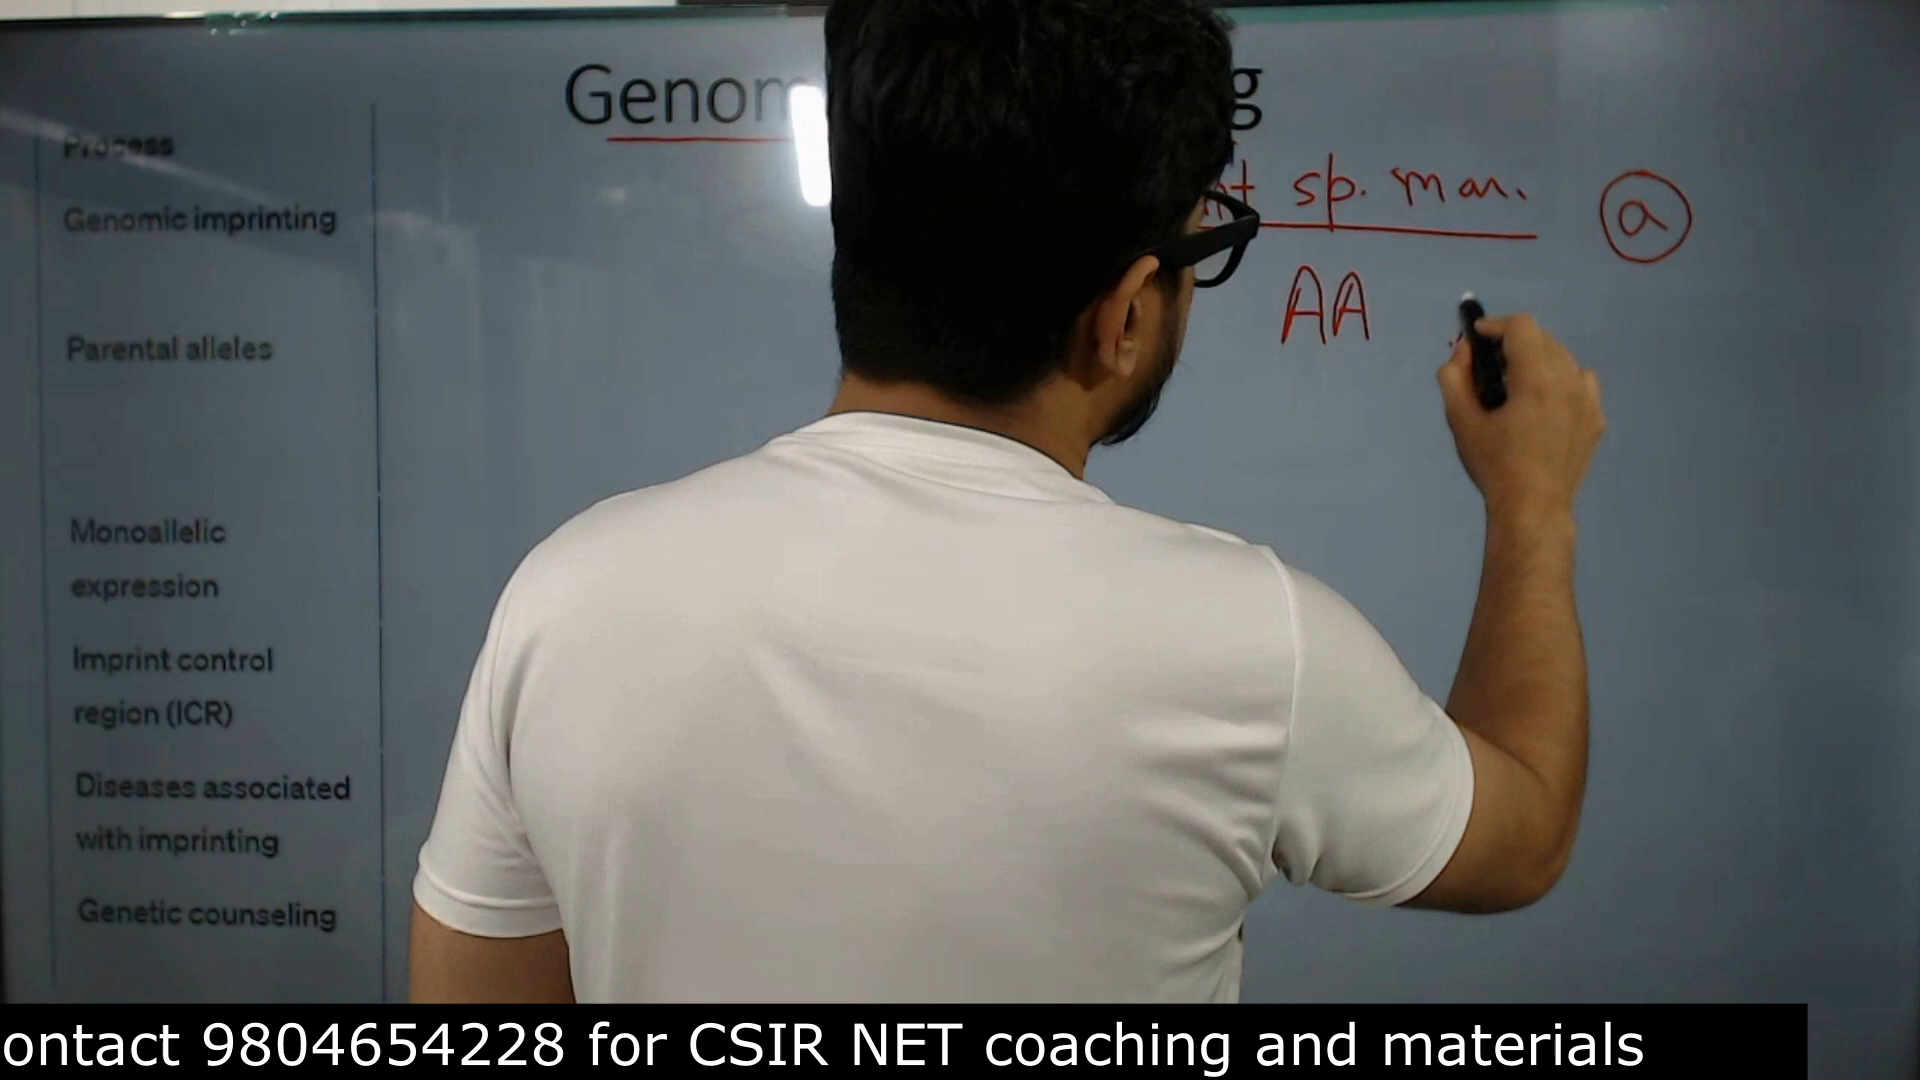 Genom g
Process
Genomic imprinting
nt sp. man.
a
AA
Parental alleles
Monoallelic
expression
Imprint control
region (ICR)
Diseases associated
with imprinting
Genetic counseling
ontact 9804654228 for CSIR NET coaching and materials